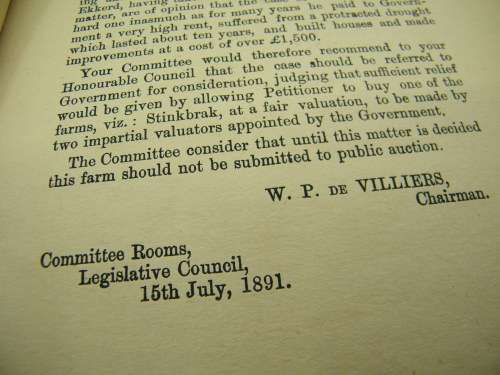 Ekkerd, having
matter, are of opinion that the case
hard one inasmuch as for many years he paid to Govern-
ment a very high rent, suffered from a protracted drought
which lasted about ten years, and built houses and made
improvements at a cost of over £1,500.
Your Committee would therefore recommend to your
Honourable Council that the case should be referred to
Government for consideration, judging that sufficient relief
would be given by allowing Petitioner to buy one of the
farms, viz.: Stinkbrak, at a fair valuation, to be made by
two impartial valuators appointed by the Government.
The Committee consider that until this matter is decided
this farm should not be submitted to public auction.
W. P. DE VILLIERS,
Chairman.
Committee Rooms,
Legislative Council,
15th July, 1891.